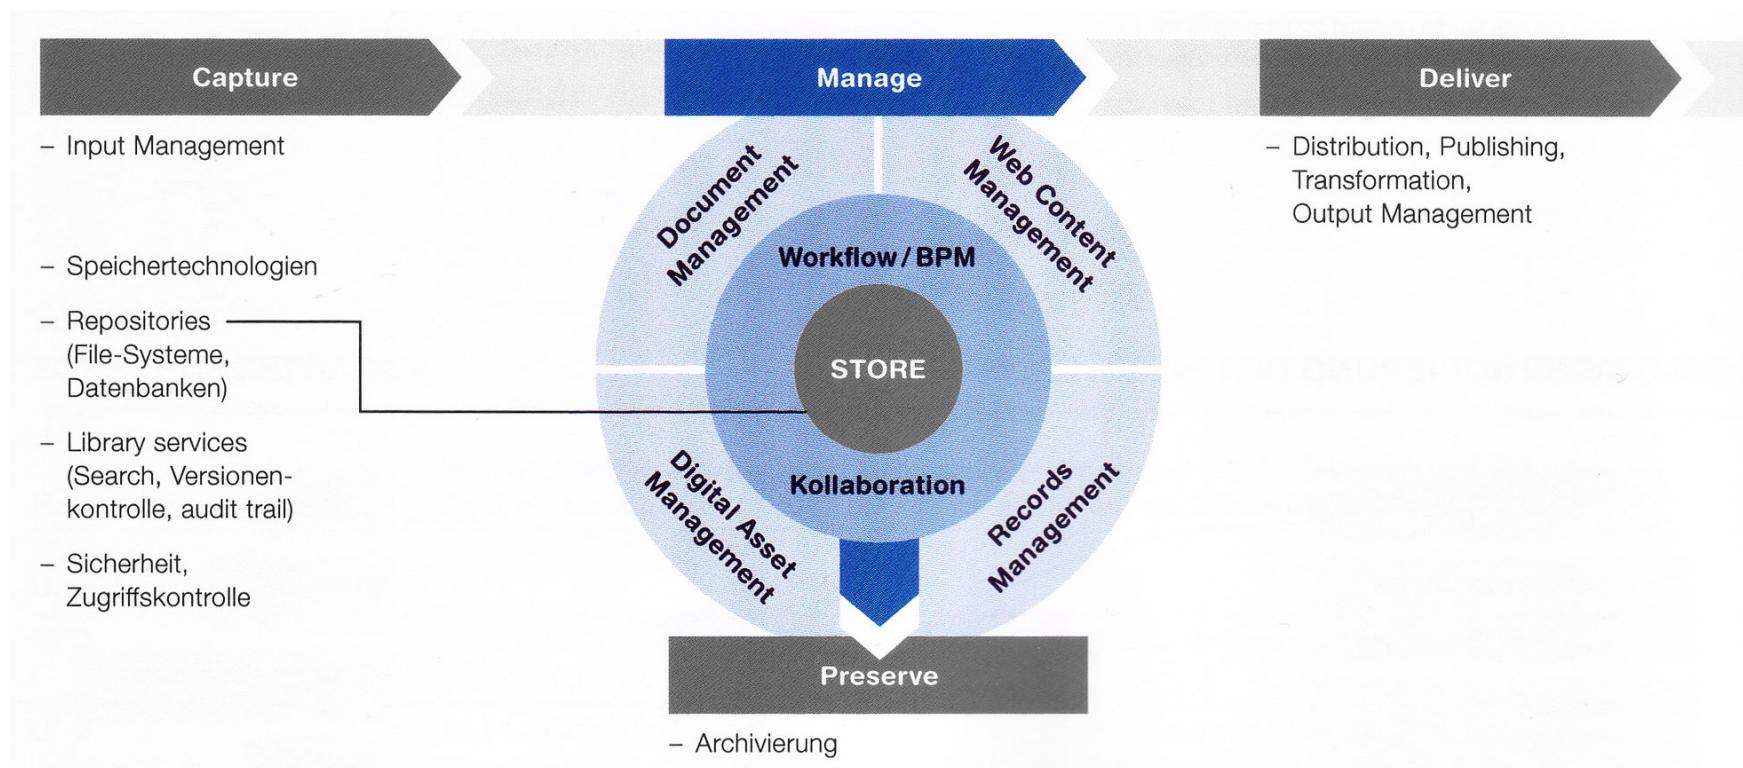 Capture
Manage
Deliver
– Input Management
– Speichertechnologien
– Repositories
(File-Systeme,
Datenbanken)
– Library services
(Search, Versionen-
kontrolle, audit trail)
– Sicherheit,
Zugriffskontrolle
Document
Management
Web Content
Management
Workflow / BPM
STORE
Kollaboration
Digital Asset
Management
Records
Management
Preserve
– Archivierung
– Distribution, Publishing,
Transformation,
Output Management